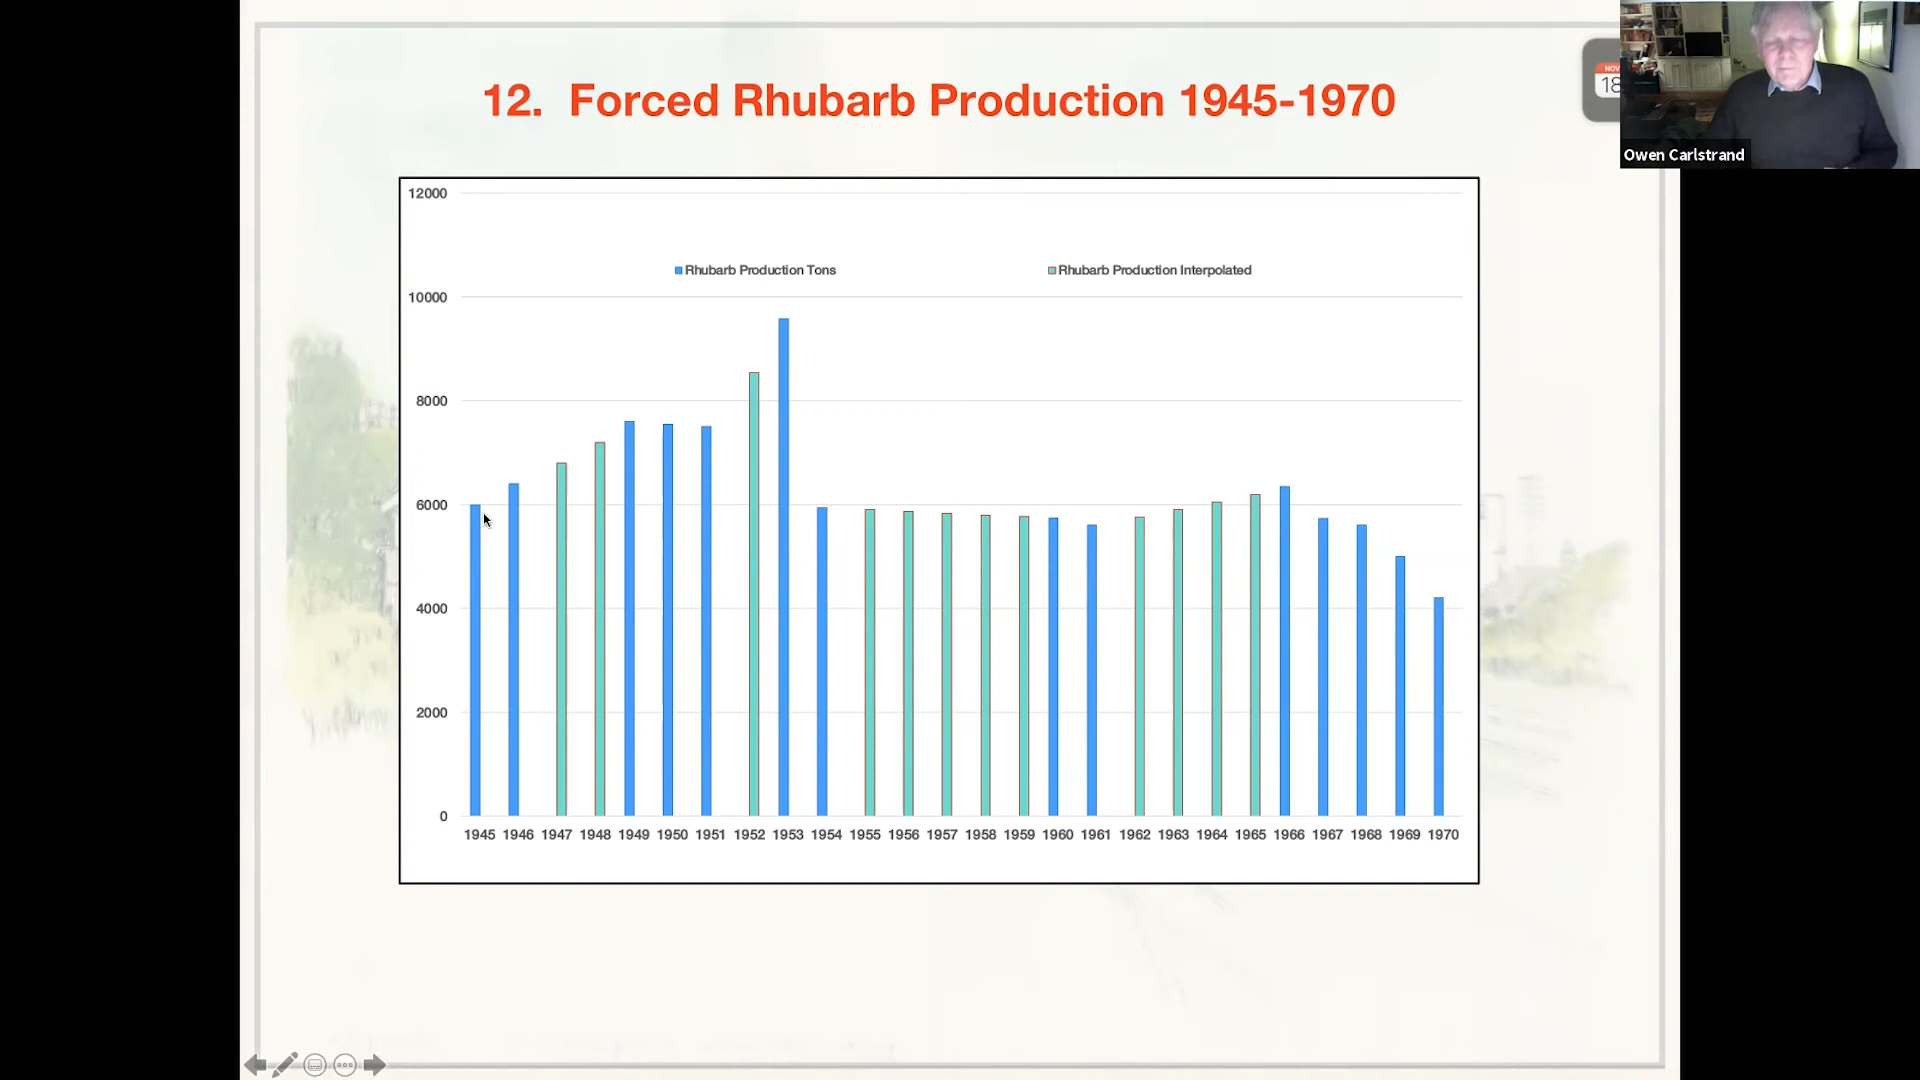 12. Forced Rhubarb Production 1945-1970
NOV
18
Owen Carlstrand
12000
Rhubarb Production Tons
Rhubarb Production Interpolated
10000
8000
6000
4000
2000
0
1945 1946 1947 1948 1949 1950 1951 1952 1953 1954 1955 1956 1957 1958 1959 1960 1961 1962 1963 1964 1965 1966 1967 1968 1969 1970